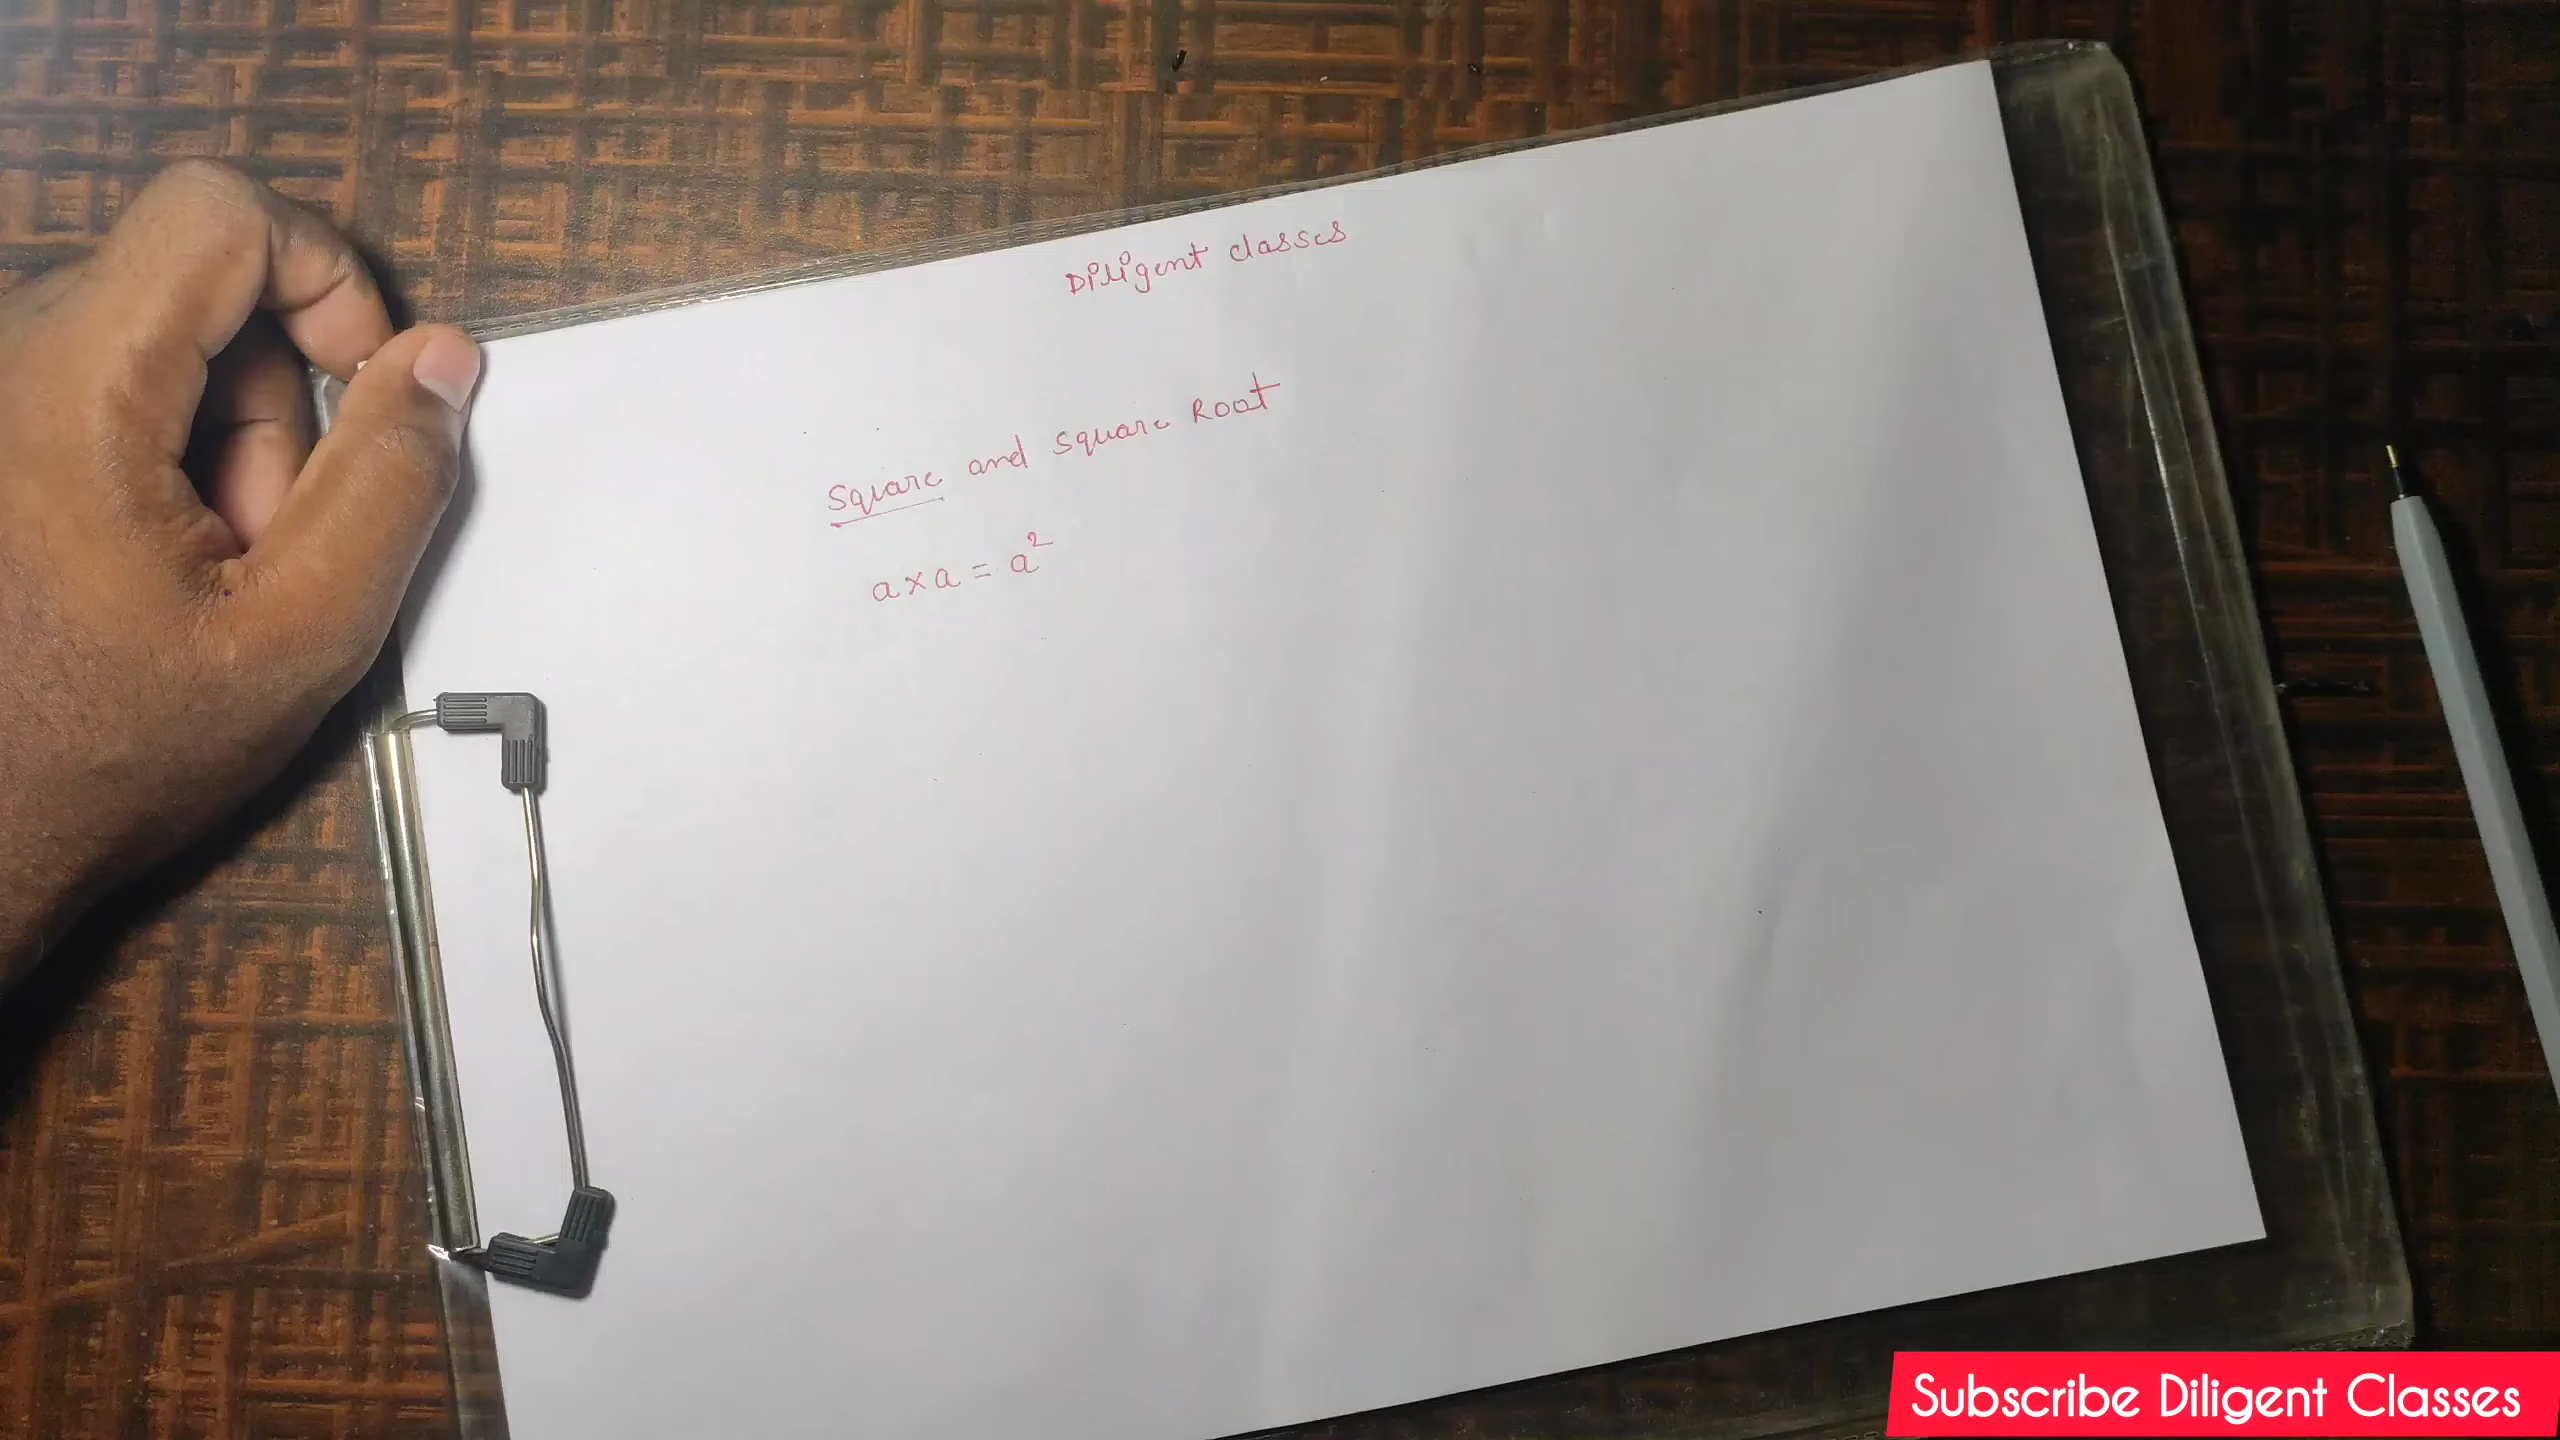 Diligent classes
Square and Square Root
a × a = a²
Subscribe Diligent Classes